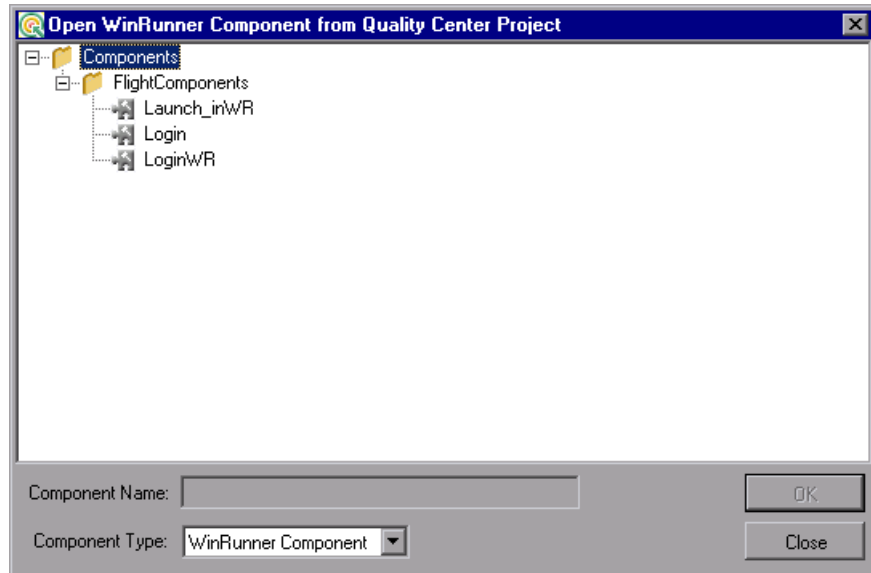 Open WinRunner Component from Quality Center Project
Components
FlightComponents
Launch_inWR
Login
LoginWR
Component Name:
OK
Component Type: WinRunner Component
Close